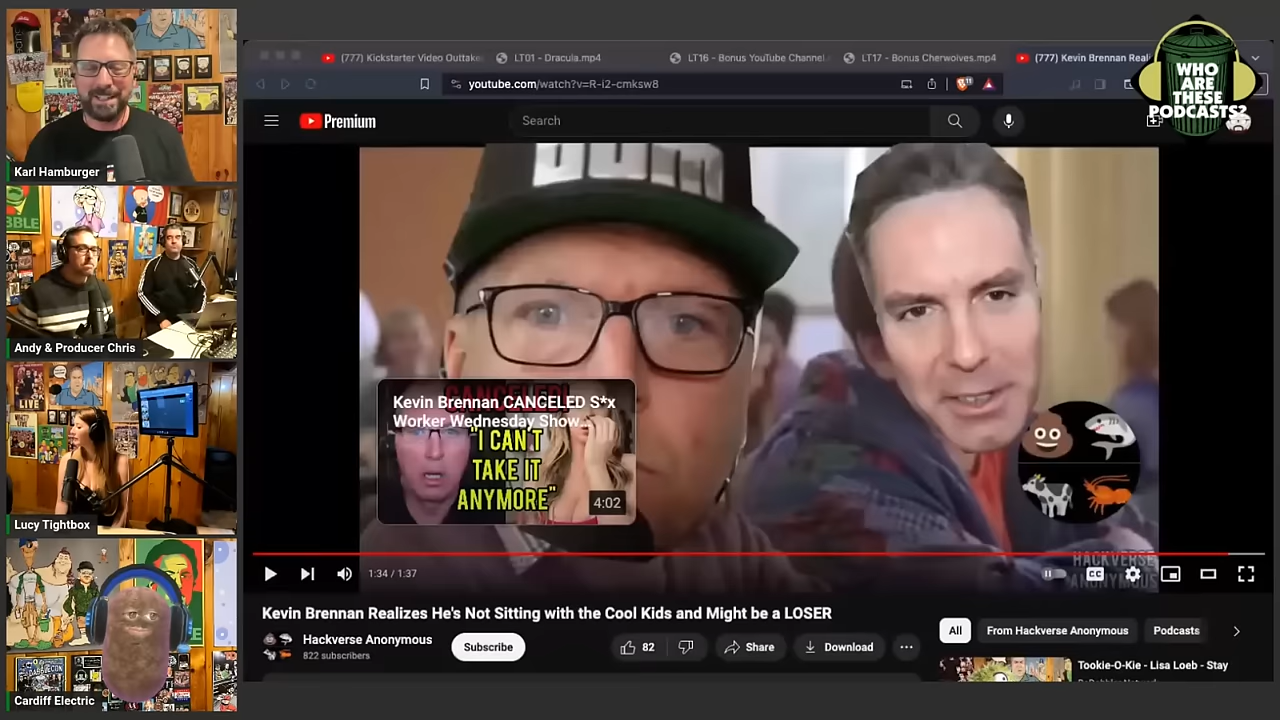 Karl Hamburger
Andy & Producer Chris
Lucy Tightbox
Cardiff Electric
(777) Kickstarter Video Outtake
LT01 - Dracula.mp4
LT16 - Bonus YouTube Channel
LT17 - Bonus Cherwolves.mp4
(777) Kevin Brennan Real
youtube.com/watch?v=R-i2-cmksw8
WHO
ARE
THESE
PODCASTS?
Premium
Search
CANCELED!
Kevin Brennan CANCELED S*x
Worker Wednesday Show...
"I CAN'T
TAKE IT
ANYMORE"
4:02
HACKVERSE
ANONYMOUS
1:34 / 1:37
CC
Kevin Brennan Realizes He's Not Sitting with the Cool Kids and Might be a LOSER
Hackverse Anonymous
822 subscribers
Subscribe
82
Share
Download
All
From Hackverse Anonymous
Podcasts
Tookie-O-Kie - Lisa Loeb - Stay